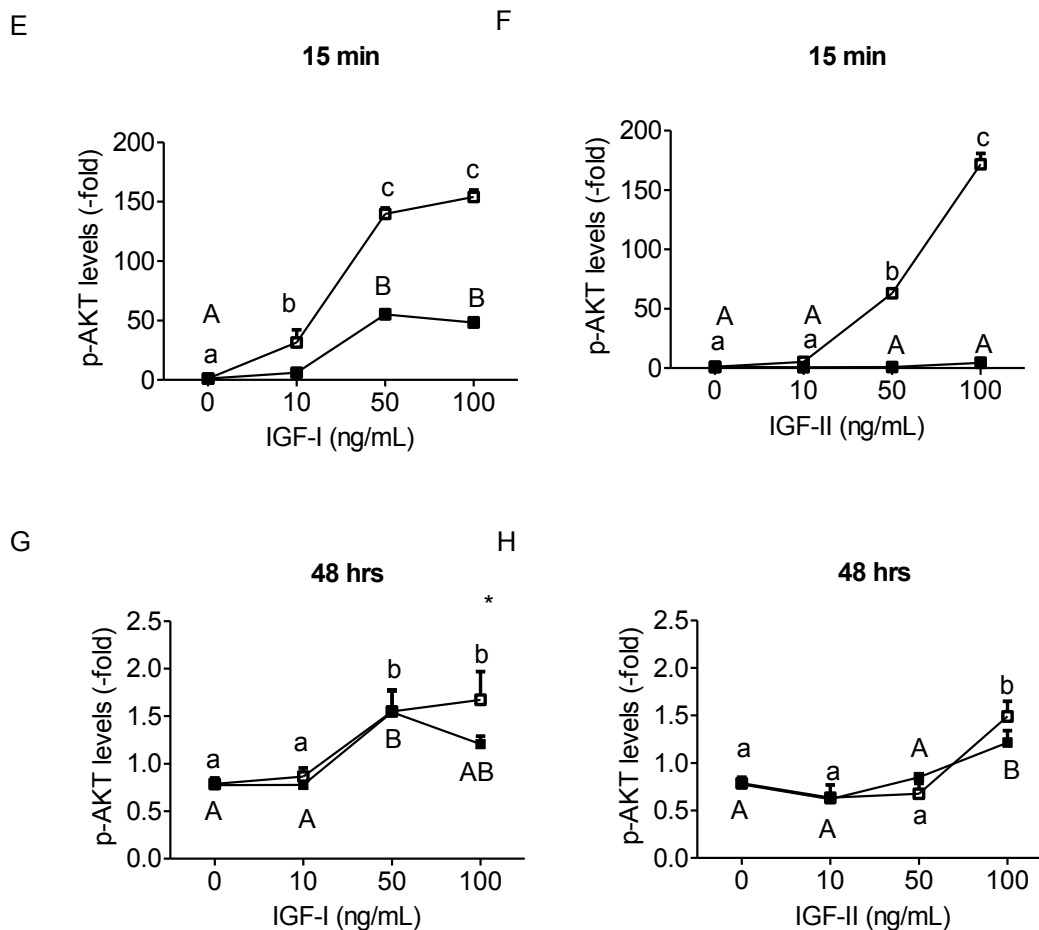 E
F
15 min
15 min
p-AKT levels (-fold)
200
150
100
50
0
A
a
b
c
B
c
B
0 10 50 100
IGF-I (ng/mL)
p-AKT levels (-fold)
200
150
100
50
0
A
a
A
a
b
A
c
A
0 10 50 100
IGF-II (ng/mL)
G
H
48 hrs
48 hrs
p-AKT levels (-fold)
2.5
2.0
1.5
1.0
0.5
0.0
*
a
A
a
A
b
B
b
AB
0 10 50 100
IGF-I (ng/mL)
p-AKT levels (-fold)
2.5
2.0
1.5
1.0
0.5
0.0
a
A
a
A
A
a
b
B
0 10 50 100
IGF-II (ng/mL)